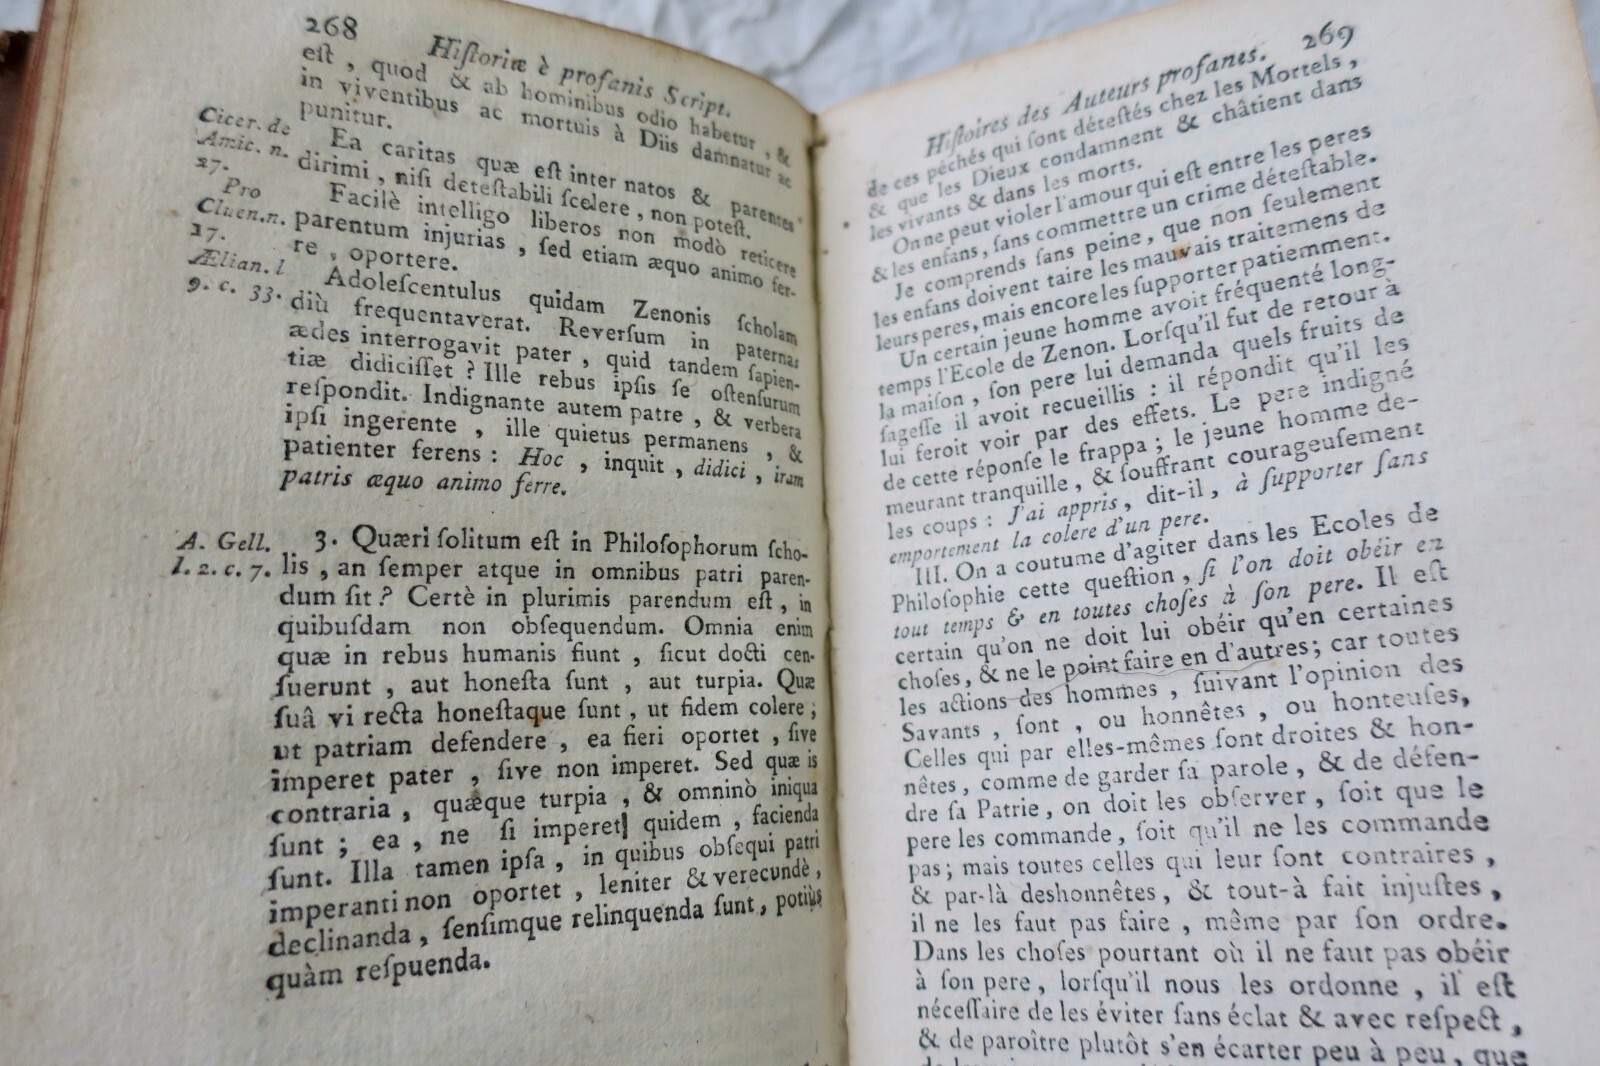 268
Hiſtoriæ è profanis Script.
eſt , quod & ab hominibus odio habetur , &
in viventibus ac mortuis à Diis damnatur ac
punitur.
Cicer. de
Amic. n.
27.
Ea caritas quæ eſt inter natos & parentes
dirimi , niſi deteſtabili ſcelere , non poteſt.
Pro
Cluen. n.
17.
Facilè intelligo liberos non modò reticere
parentum injurias , ſed etiam æquo animo fer-
re , oportere.
Ælian. l
9. c. 33.
Adoleſcentulus quidam Zenonis ſcholam
diù frequentaverat. Reverſum in paternas
ædes interrogavit pater , quid tandem ſapien-
tiæ didiciſſet ? Ille rebus ipſis ſe oſtenſurum
reſpondit. Indignante autem patre , & verbera
ipſi ingerente , ille quietus permanens , &
patienter ferens : Hoc , inquit , didici , iram
patris æquo animo ferre.
A. Gell.
l. 2. c. 7.
3. Quæri ſolitum eſt in Philoſophorum ſcho-
lis , an ſemper atque in omnibus patri paren-
dum ſit ? Certè in plurimis parendum eſt , in
quibuſdam non obſequendum. Omnia enim
quæ in rebus humanis fiunt , ſicut docti cen-
ſuerunt , aut honeſta ſunt , aut turpia. Quæ
ſuâ vi recta honeſtaque ſunt , ut fidem colere ;
ut patriam defendere , ea fieri oportet , ſive
imperet pater , ſive non imperet. Sed quæ is
contraria , quæque turpia , & omninò iniqua
ſunt ; ea , ne ſi imperet quidem , facienda
ſunt. Illa tamen ipſa , in quibus obſequi patri
imperanti non oportet , leniter & verecundè ,
declinanda , ſenſimque relinquenda ſunt , potiùs
quàm reſpuenda.
Hiſtoires des Auteurs profanes. 269
de ces péchés qui ſont déteſtés chez les Mortels ,
& que les Dieux condamnent & châtient dans
les vivants & dans les morts.
On ne peut violer l'amour qui eſt entre les peres
& les enfans, ſans commettre un crime déteſtable.
Je comprends ſans peine, que non ſeulement
les enfans doivent taire les mauvais traitemens de
leurs peres, mais encore les ſupporter patiemment.
Un certain jeune homme avoit fréquenté long-
temps l'Ecole de Zenon. Lorſqu'il fut de retour à
la maiſon , ſon pere lui demanda quels fruits de
ſageſſe il avoit recueillis : il répondit qu'il les
lui feroit voir par des effets. Le pere indigné
de cette réponſe le frappa ; le jeune homme de-
meurant tranquille , & ſouffrant courageuſement
les coups : J'ai appris , dit-il , à ſupporter ſans
emportement la colere d'un pere.
III. On a coutume d'agiter dans les Ecoles de
Philoſophie cette queſtion , ſi l'on doit obéir en
tout temps & en toutes choſes à ſon pere. Il eſt
certain qu'on ne doit lui obéir qu'en certaines
choſes, & ne le point faire en d'autres ; car toutes
les actions des hommes , ſuivant l'opinion des
Savants , ſont , ou honnêtes , ou honteuſes,
Celles qui par elles-mêmes ſont droites & hon-
nêtes, comme de garder ſa parole , & de défen-
dre ſa Patrie , on doit les obſerver , ſoit que le
pere les commande , ſoit qu'il ne les commande
pas ; mais toutes celles qui leur ſont contraires ,
& par-là deshonnêtes, & tout-à fait injuſtes ,
il ne les faut pas faire , même par ſon ordre.
Dans les choſes pourtant où il ne faut pas obéir
à ſon pere , lorſqu'il nous les ordonne , il eſt
néceſſaire de les éviter ſans éclat & avec reſpect ,
& de paroître plutôt s'en écarter peu à peu , que